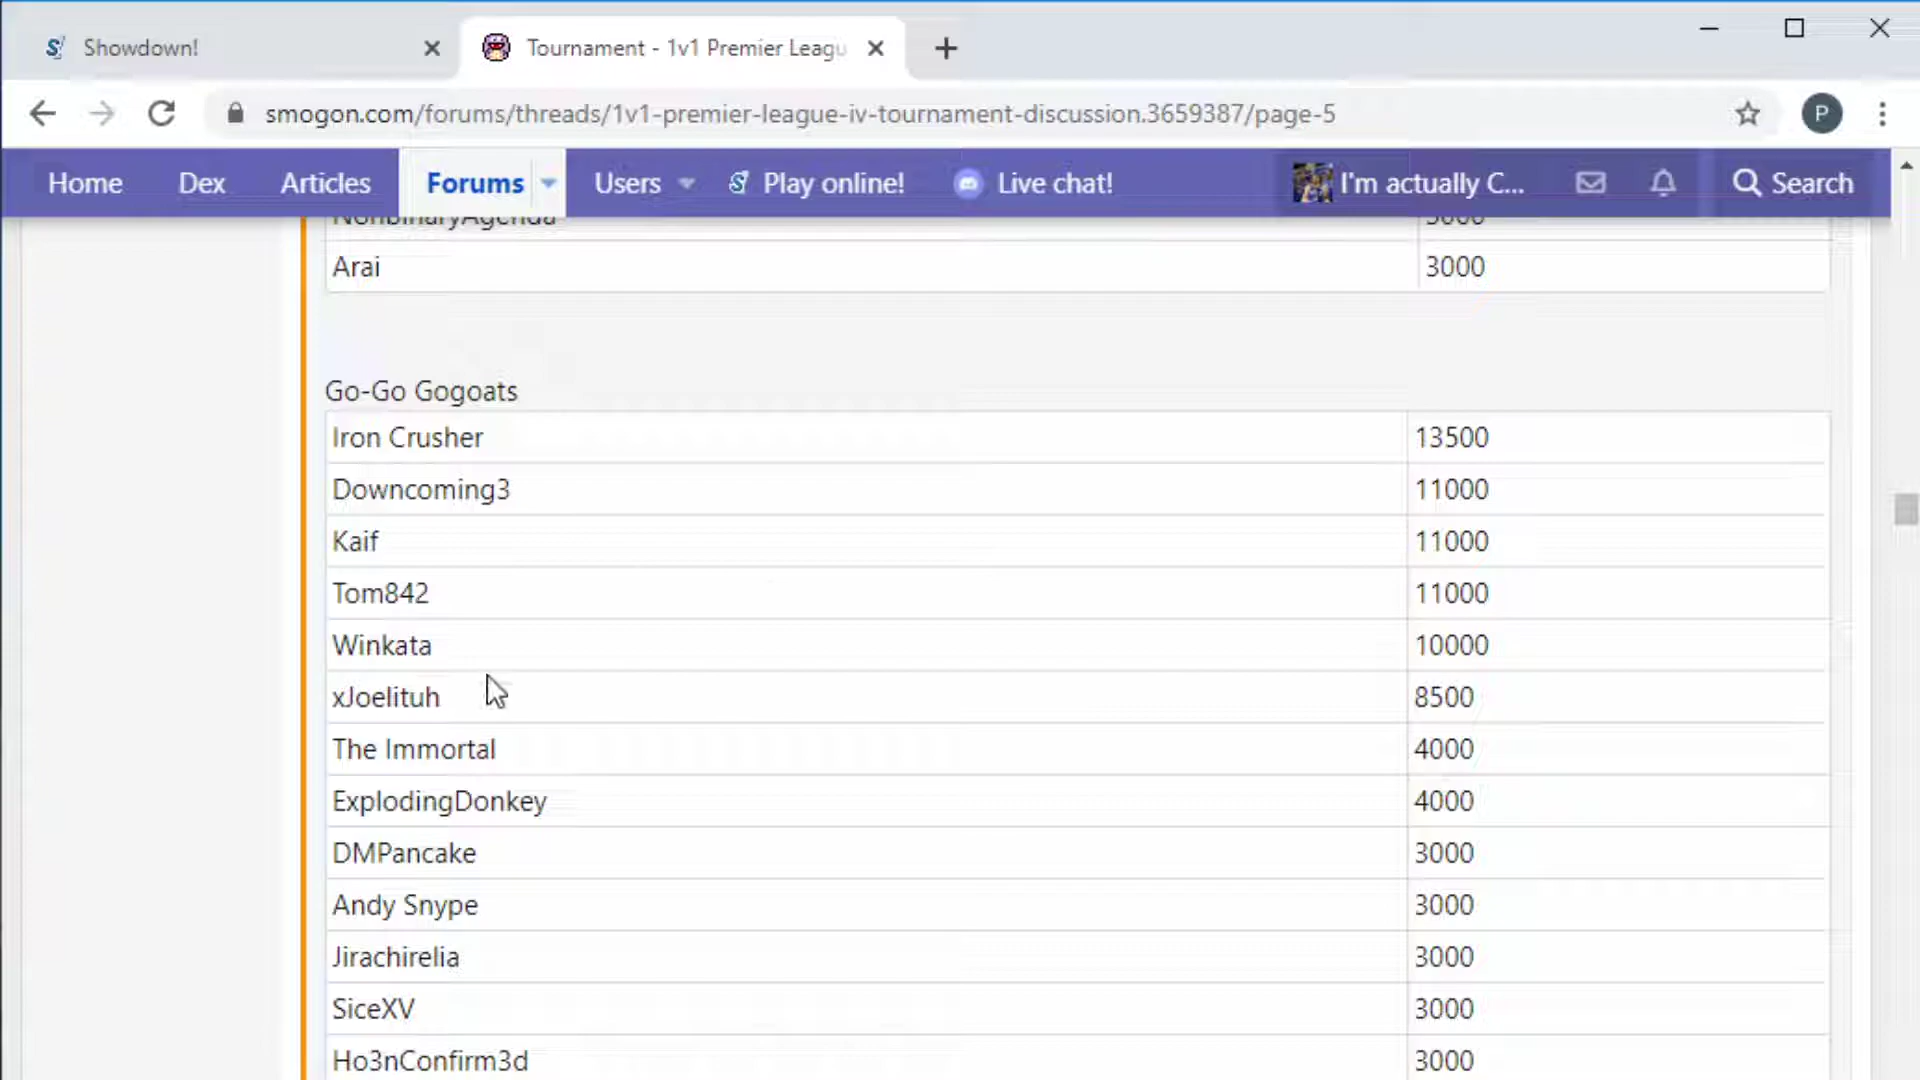 Showdown!
Tournament - 1v1 Premier Leagu
smogon.com/forums/threads/1v1-premier-league-iv-tournament-discussion.3659387/page-5
P
Home Dex Articles Forums Users Play online! Live chat! I'm actually C... Search
NonbinaryAgenda 3000
Arai 3000
Go-Go Gogoats
Iron Crusher 13500
Downcoming3 11000
Kaif 11000
Tom842 11000
Winkata 10000
xJoelituh 8500
The Immortal 4000
ExplodingDonkey 4000
DMPancake 3000
Andy Snype 3000
Jirachirelia 3000
SiceXV 3000
Ho3nConfirm3d 3000